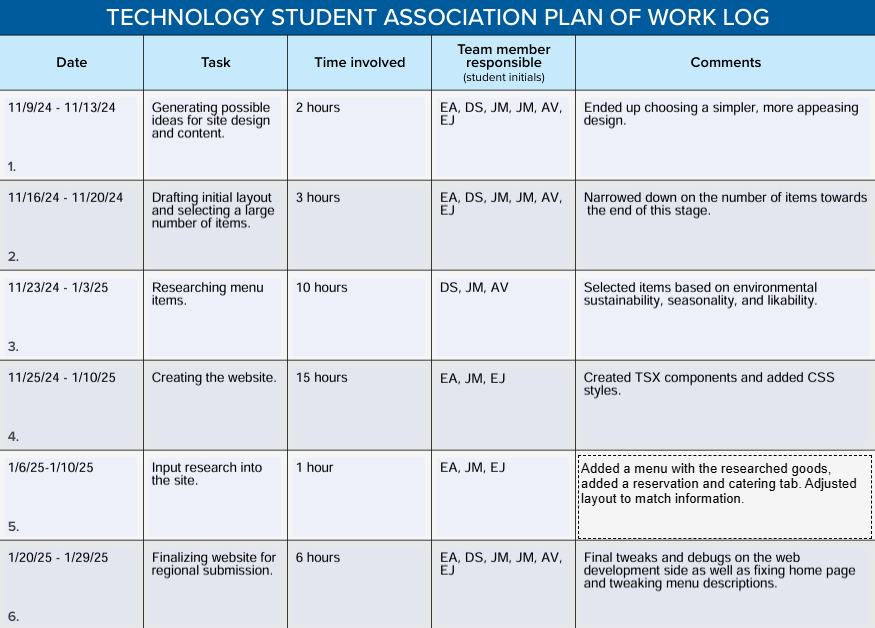 TECHNOLOGY STUDENT ASSOCIATION PLAN OF WORK LOG
Date
Task
Time involved
Team member
responsible
(student initials)
Comments
11/9/24 - 11/13/24
1.
Generating possible
ideas for site design
and content.
2 hours
EA, DS, JM, JM, AV,
EJ
Ended up choosing a simpler, more appeasing
design.
11/16/24 - 11/20/24
2.
Drafting initial layout
and selecting a large
number of items.
3 hours
EA, DS, JM, JM, AV,
EJ
Narrowed down on the number of items towards
the end of this stage.
11/23/24 - 1/3/25
3.
Researching menu
items.
10 hours
DS, JM, AV
Selected items based on environmental
sustainability, seasonality, and likability.
11/25/24 - 1/10/25
4.
Creating the website.
15 hours
EA, JM, EJ
Created TSX components and added CSS
styles.
1/6/25-1/10/25
5.
Input research into
the site.
1 hour
EA, JM, EJ
Added a menu with the researched goods,
added a reservation and catering tab. Adjusted
layout to match information.
1/20/25 - 1/29/25
6.
Finalizing website for
regional submission.
6 hours
EA, DS, JM, JM, AV,
EJ
Final tweaks and debugs on the web
development side as well as fixing home page
and tweaking menu descriptions.